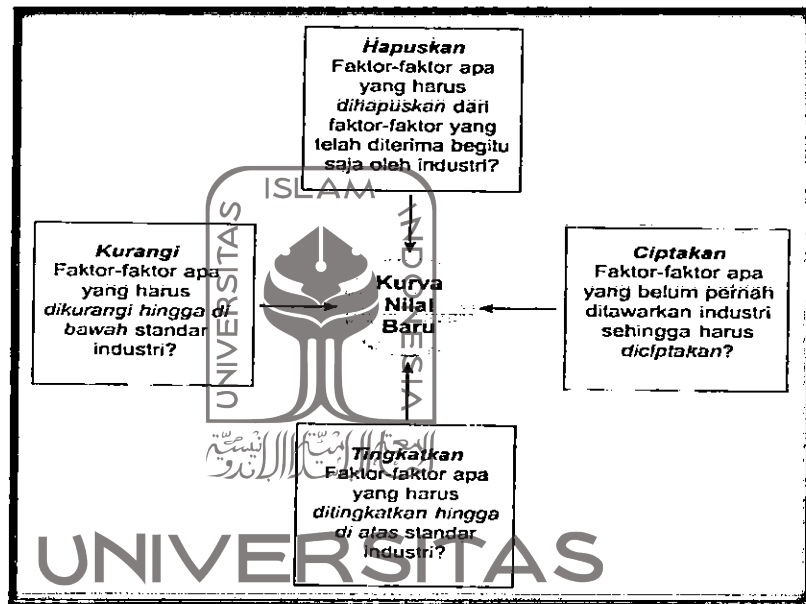 Hapuskan
Faktor-faktor apa
yang harus
dihapuskan dari
faktor-faktor yang
telah diterima begitu
saja oleh industri?
Kurangi
Faktor-faktor apa
yang harus
dikurangi hingga di
bawah standar
industri?
Kurva
Nilai
Baru
Ciptakan
Faktor-faktor apa
yang belum pernah
ditawarkan industri
sehingga harus
diciptakan?
Tingkatkan
Faktor-faktor apa
yang harus
ditingkatkan hingga
di atas standar
industri?
UNIVERSITAS
ISLAM
INDONESIA
UNIVERSITAS